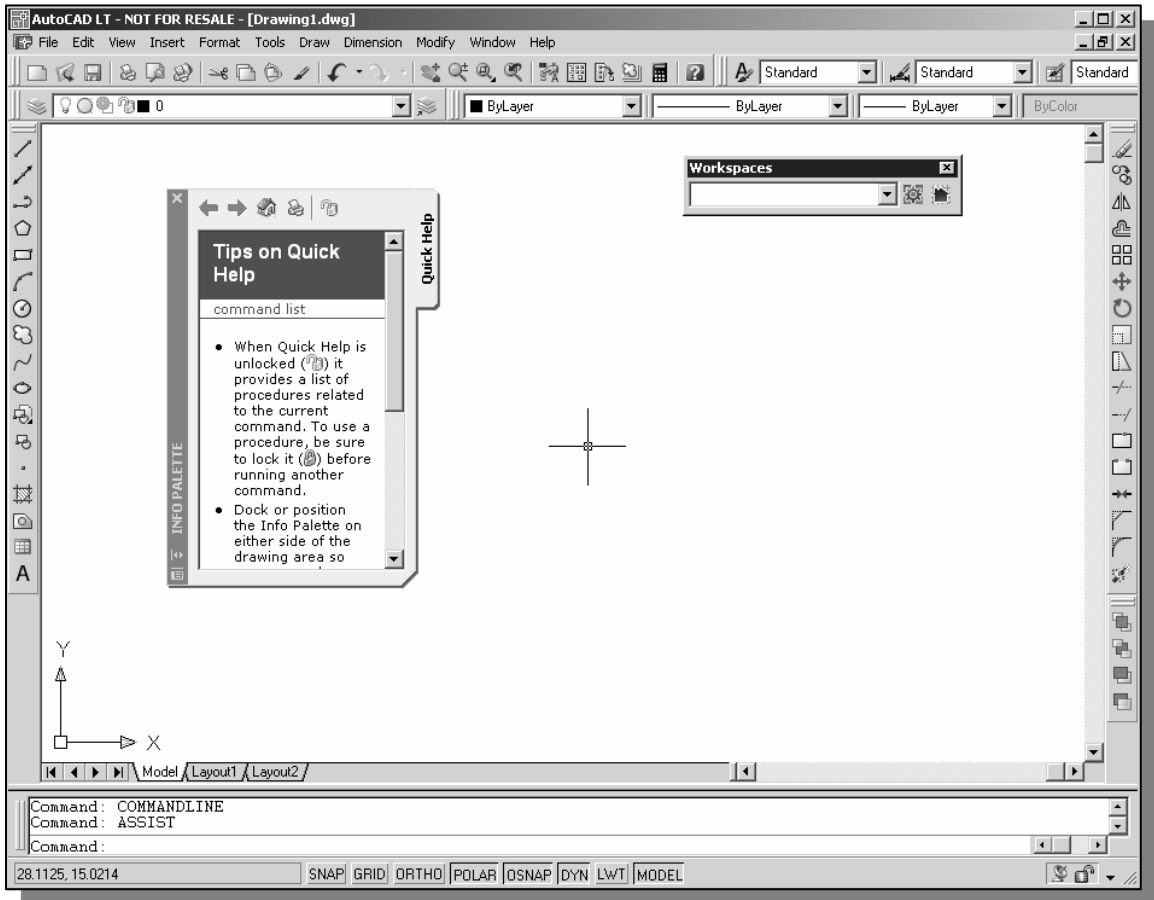 AutoCAD LT - NOT FOR RESALE - [Drawing1.dwg]
File Edit View Insert Format Tools Draw Dimension Modify Window Help
Standard Standard Standard
0 ByLayer ByLayer ByLayer ByColor
Workspaces
Quick Help
Tips on Quick
Help
command list
• When Quick Help is
unlocked () it
provides a list of
procedures related
to the current
command. To use a
procedure, be sure
to lock it () before
running another
command.
• Dock or position
the Info Palette on
either side of the
drawing area so
INFO PALETTE
A
Y
X
Model Layout1 Layout2
Command: COMMANDLINE
Command: ASSIST
Command:
28.1125, 15.0214 SNAP GRID ORTHO POLAR OSNAP DYN LWT MODEL